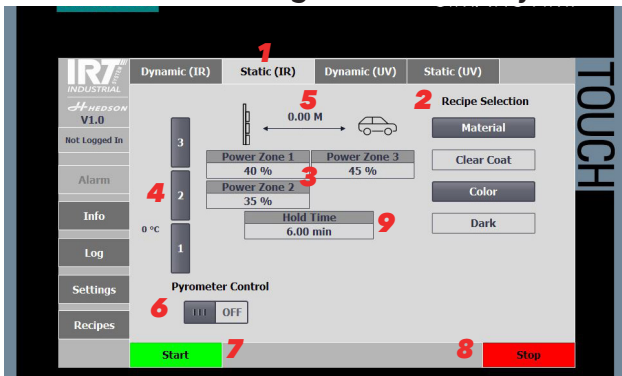 IRT SYSTEM
INDUSTRIAL
HEDSON
V1.0
Not Logged In
Alarm
Info
Log
Settings
Recipes
Dynamic (IR)
1
Static (IR)
Dynamic (UV)
Static (UV)
5
0.00 M
2
Recipe Selection
Material
Clear Coat
Color
Dark
3
2
1
4
0 °C
Power Zone 1
40 %
Power Zone 3
45 %
3
Power Zone 2
35 %
Hold Time
6.00 min
9
Pyrometer Control
6
OFF
Start
7
8
Stop
TOUCH